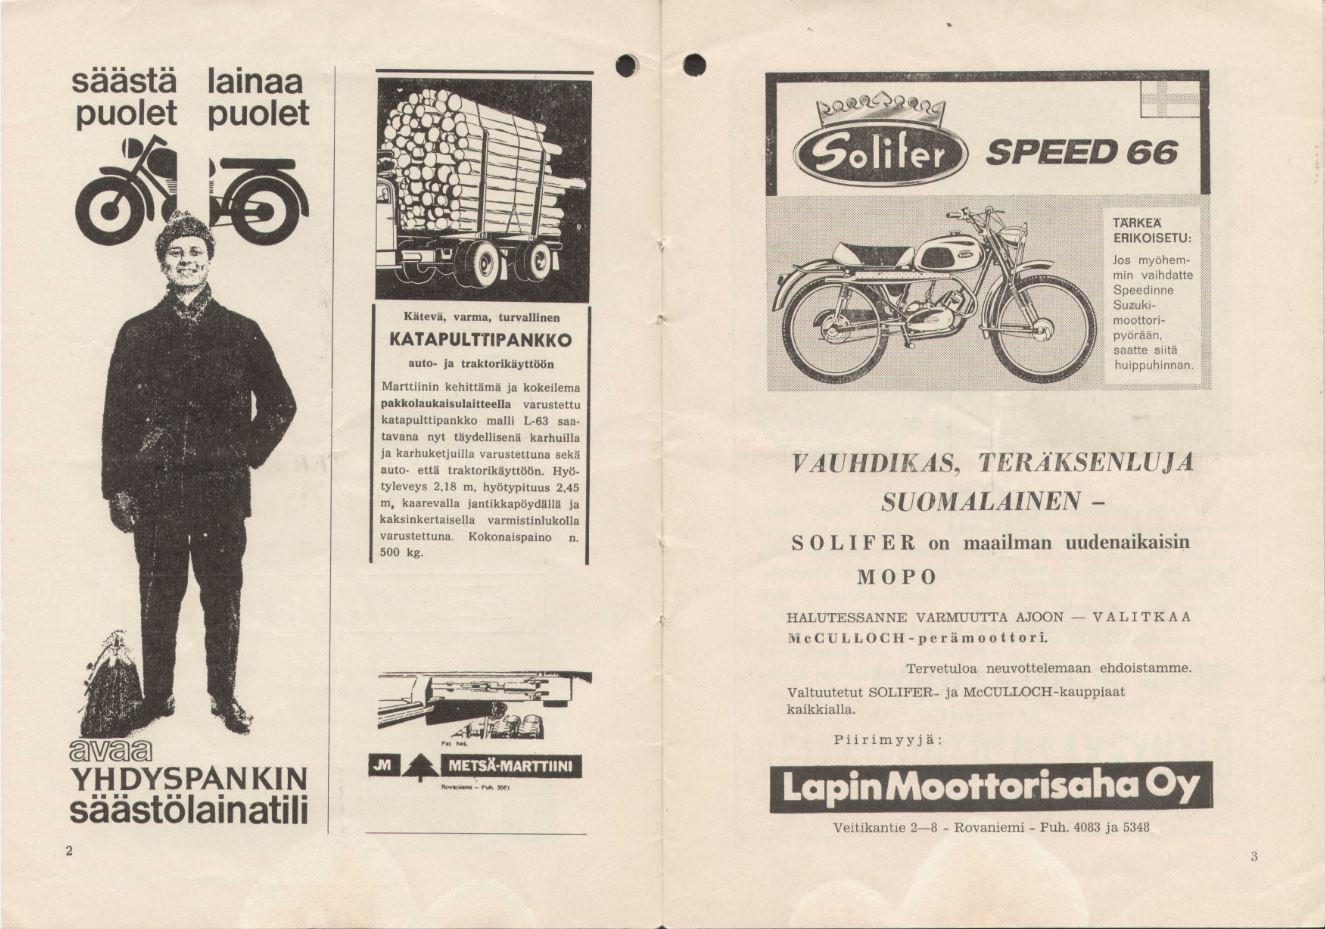 säästä lainaa
puolet puolet
avaa
YHDYSPANKIN
säästölainatili
2
Kätevä, varma, turvallinen
KATAPULTTIPANKKO
auto- ja traktorikäyttöön
Marttiinin kehittämä ja kokeilema
pakkolaukaisulaitteella varustettu
katapulttipankko malli L-63 saa-
tavana nyt täydellisenä karhuilla
ja karhuketjuilla varustettuna sekä
auto- että traktorikäyttöön. Hyö-
tyleveys 2,18 m, hyötypituus 2,45
m, kaarevalla jantikkapöydällä ja
kaksinkertaisella varmistinlukolla
varustettuna. Kokonaispaino n.
500 kg.
Pat. hak.
JM METSÄ-MARTTIINI
Rovaniemi - Puh. 3661
Solifer SPEED 66
TÄRKEÄ
ERIKOISETU:
Jos myöhem-
min vaihdatte
Speedinne
Suzuki-
moottori-
pyörään,
saatte siitä
huippuhinnan.
VAUHDIKAS, TERÄKSENLUJA
SUOMALAINEN –
SOLIFER on maailman uudenaikaisin
MOPO
HALUTESSANNE VARMUUTTA AJOON — VALITKAA
McCULLOCH-perämoottori.
Tervetuloa neuvottelemaan ehdoistamme.
Valtuutetut SOLIFER- ja McCULLOCH-kauppiaat
kaikkialla.
Piirimyyjä:
Lapin Moottorisaha Oy
Veitikantie 2—8 - Rovaniemi - Puh. 4083 ja 5348
3